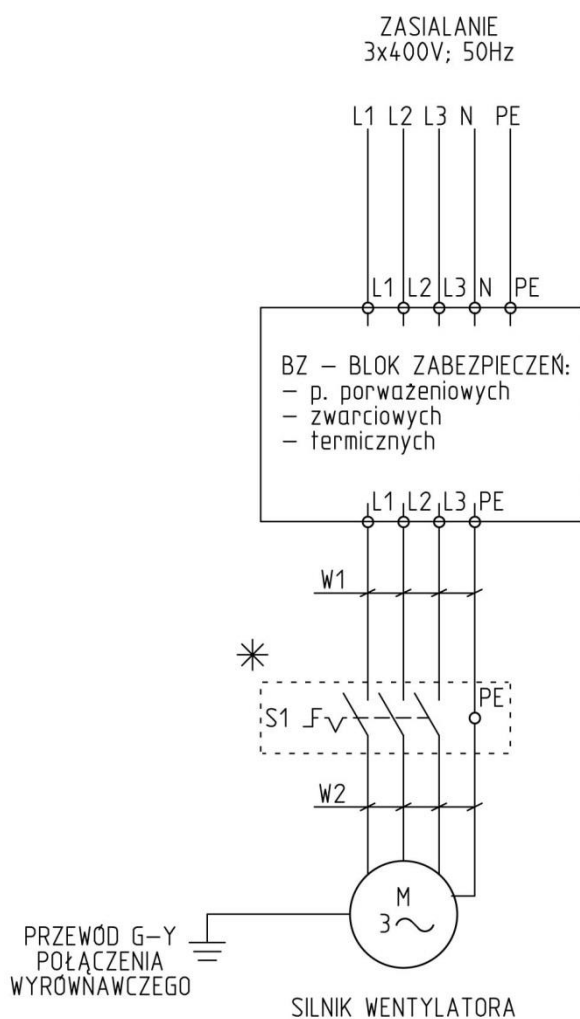 ZASIALANIE
3x400V; 50Hz
L1 L2 L3 N PE
L1 L2 L3 N PE
BZ – BLOK ZABEZPIECZEŃ:
– p. porważeniowych
– zwarciowych
– termicznych
L1 L2 L3 PE
W1
PE
S1
W2
M
3~
PRZEWÓD G–Y
POŁĄCZENIA
WYRÓWNAWCZEGO
SILNIK WENTYLATORA